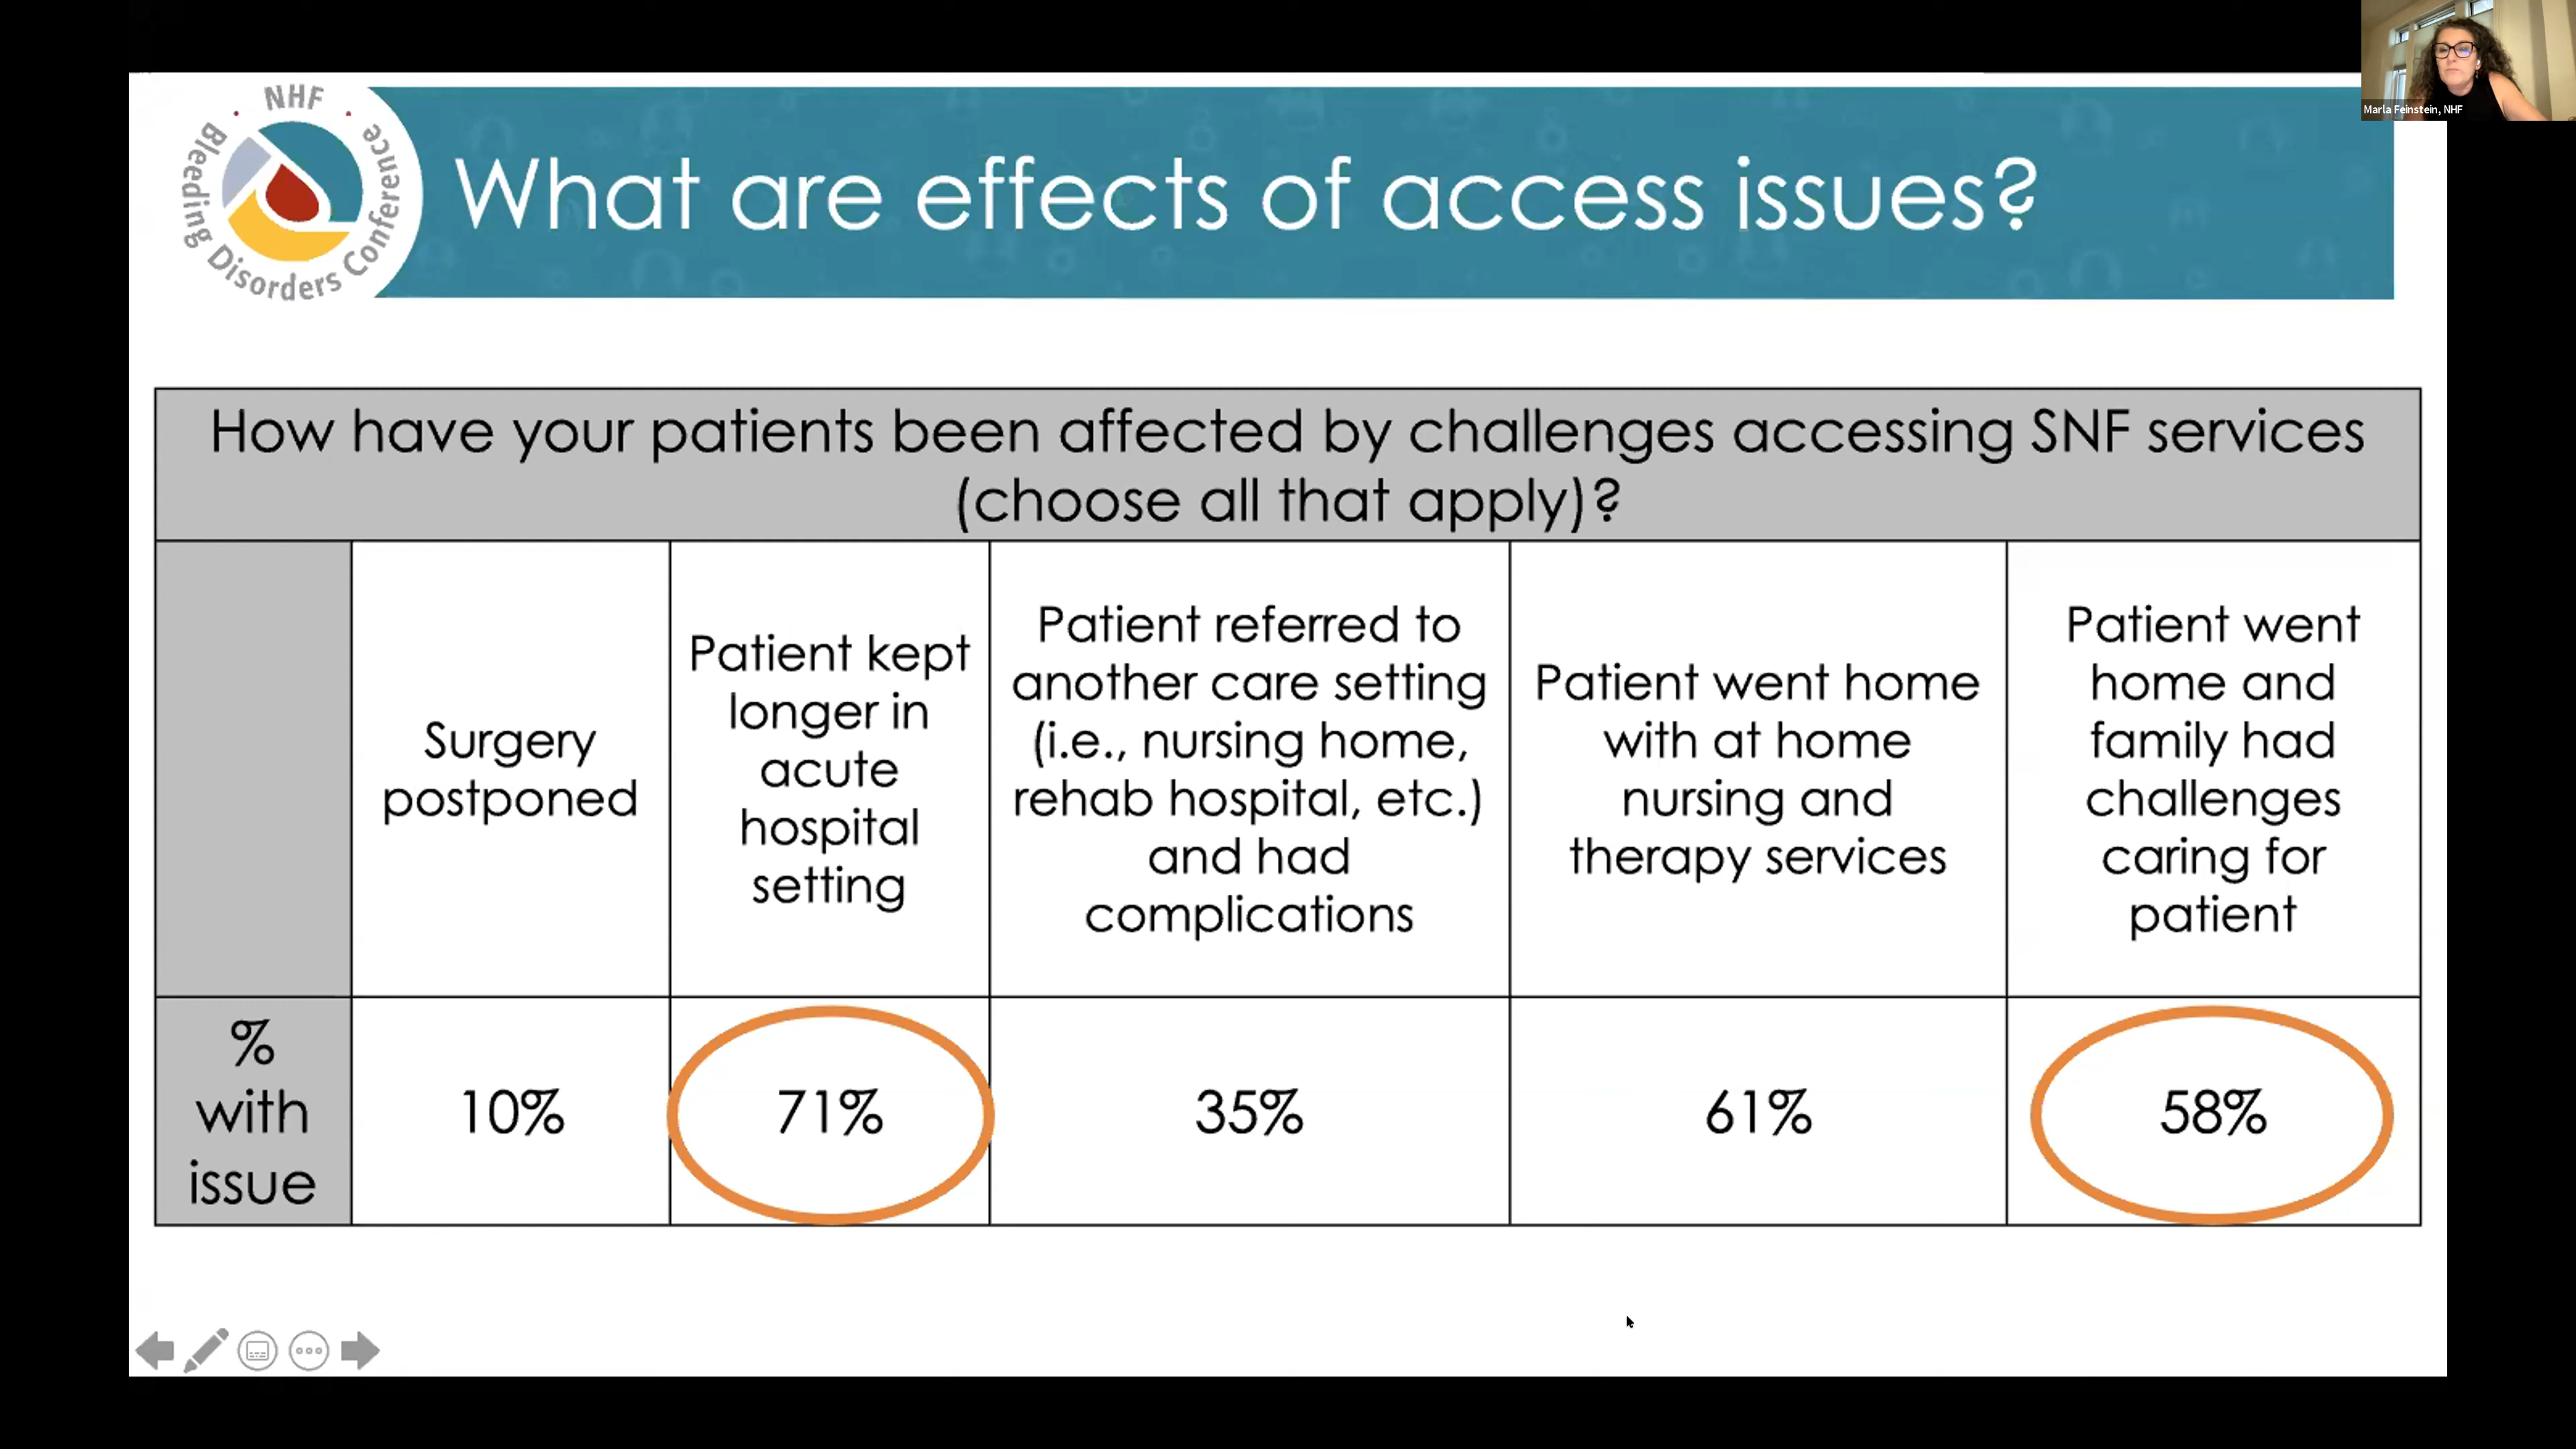 Marla Feinstein, NHF
NHF
Bleeding Disorders Conference
What are effects of access issues?
How have your patients been affected by challenges accessing SNF services
(choose all that apply)?
Surgery
postponed
Patient kept
longer in
acute
hospital
setting
Patient referred to
another care setting
(i.e., nursing home,
rehab hospital, etc.)
and had
complications
Patient went home
with at home
nursing and
therapy services
Patient went
home and
family had
challenges
caring for
patient
%
with
issue
10%
71%
35%
61%
58%